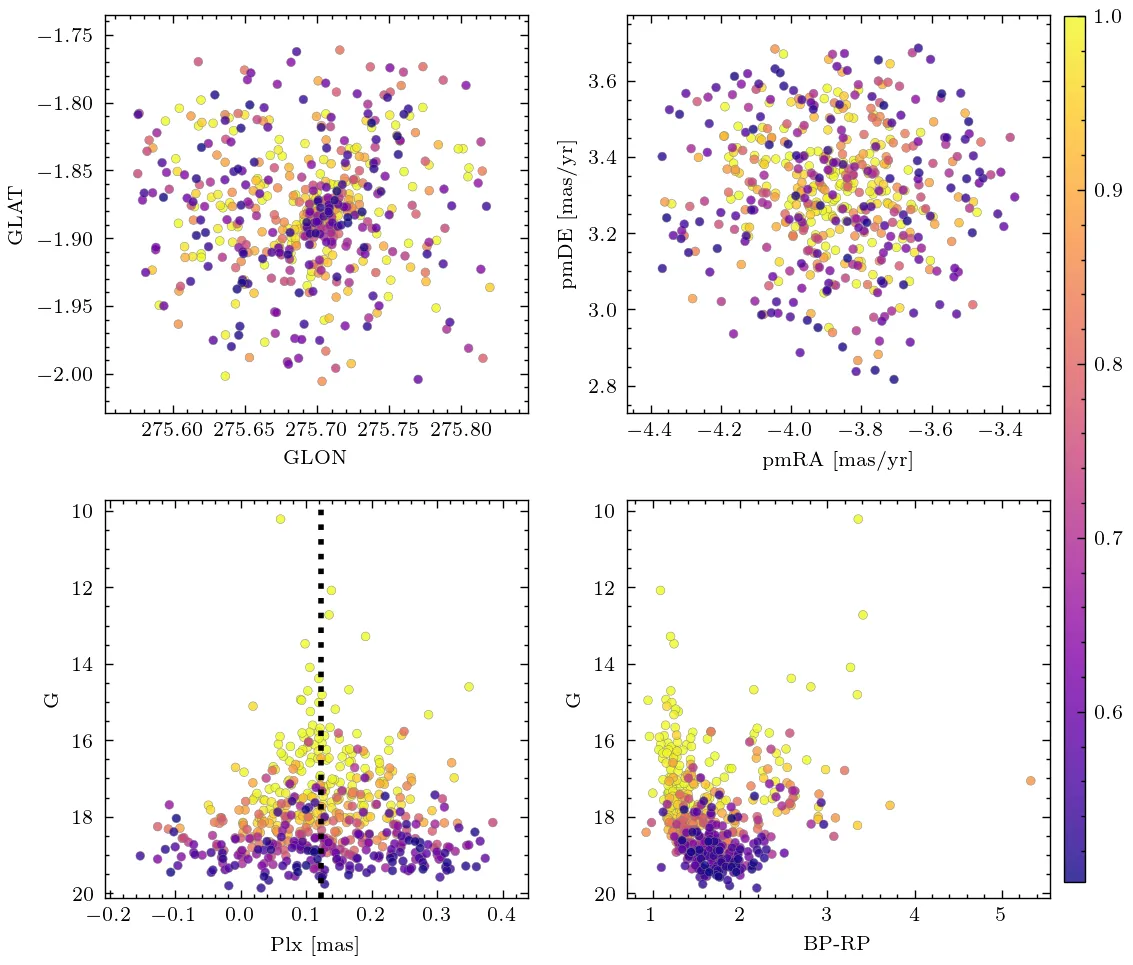 −1.75
−1.80
−1.85
−1.90
−1.95
−2.00
GLAT
275.60 275.65 275.70 275.75 275.80
GLON
3.6
3.4
3.2
3.0
2.8
pmDE [mas/yr]
−4.4 −4.2 −4.0 −3.8 −3.6 −3.4
pmRA [mas/yr]
1.0
0.9
0.8
0.7
0.6
10
12
14
16
18
20
G
−0.2 −0.1 0.0 0.1 0.2 0.3 0.4
Plx [mas]
10
12
14
16
18
20
G
1 2 3 4 5
BP-RP